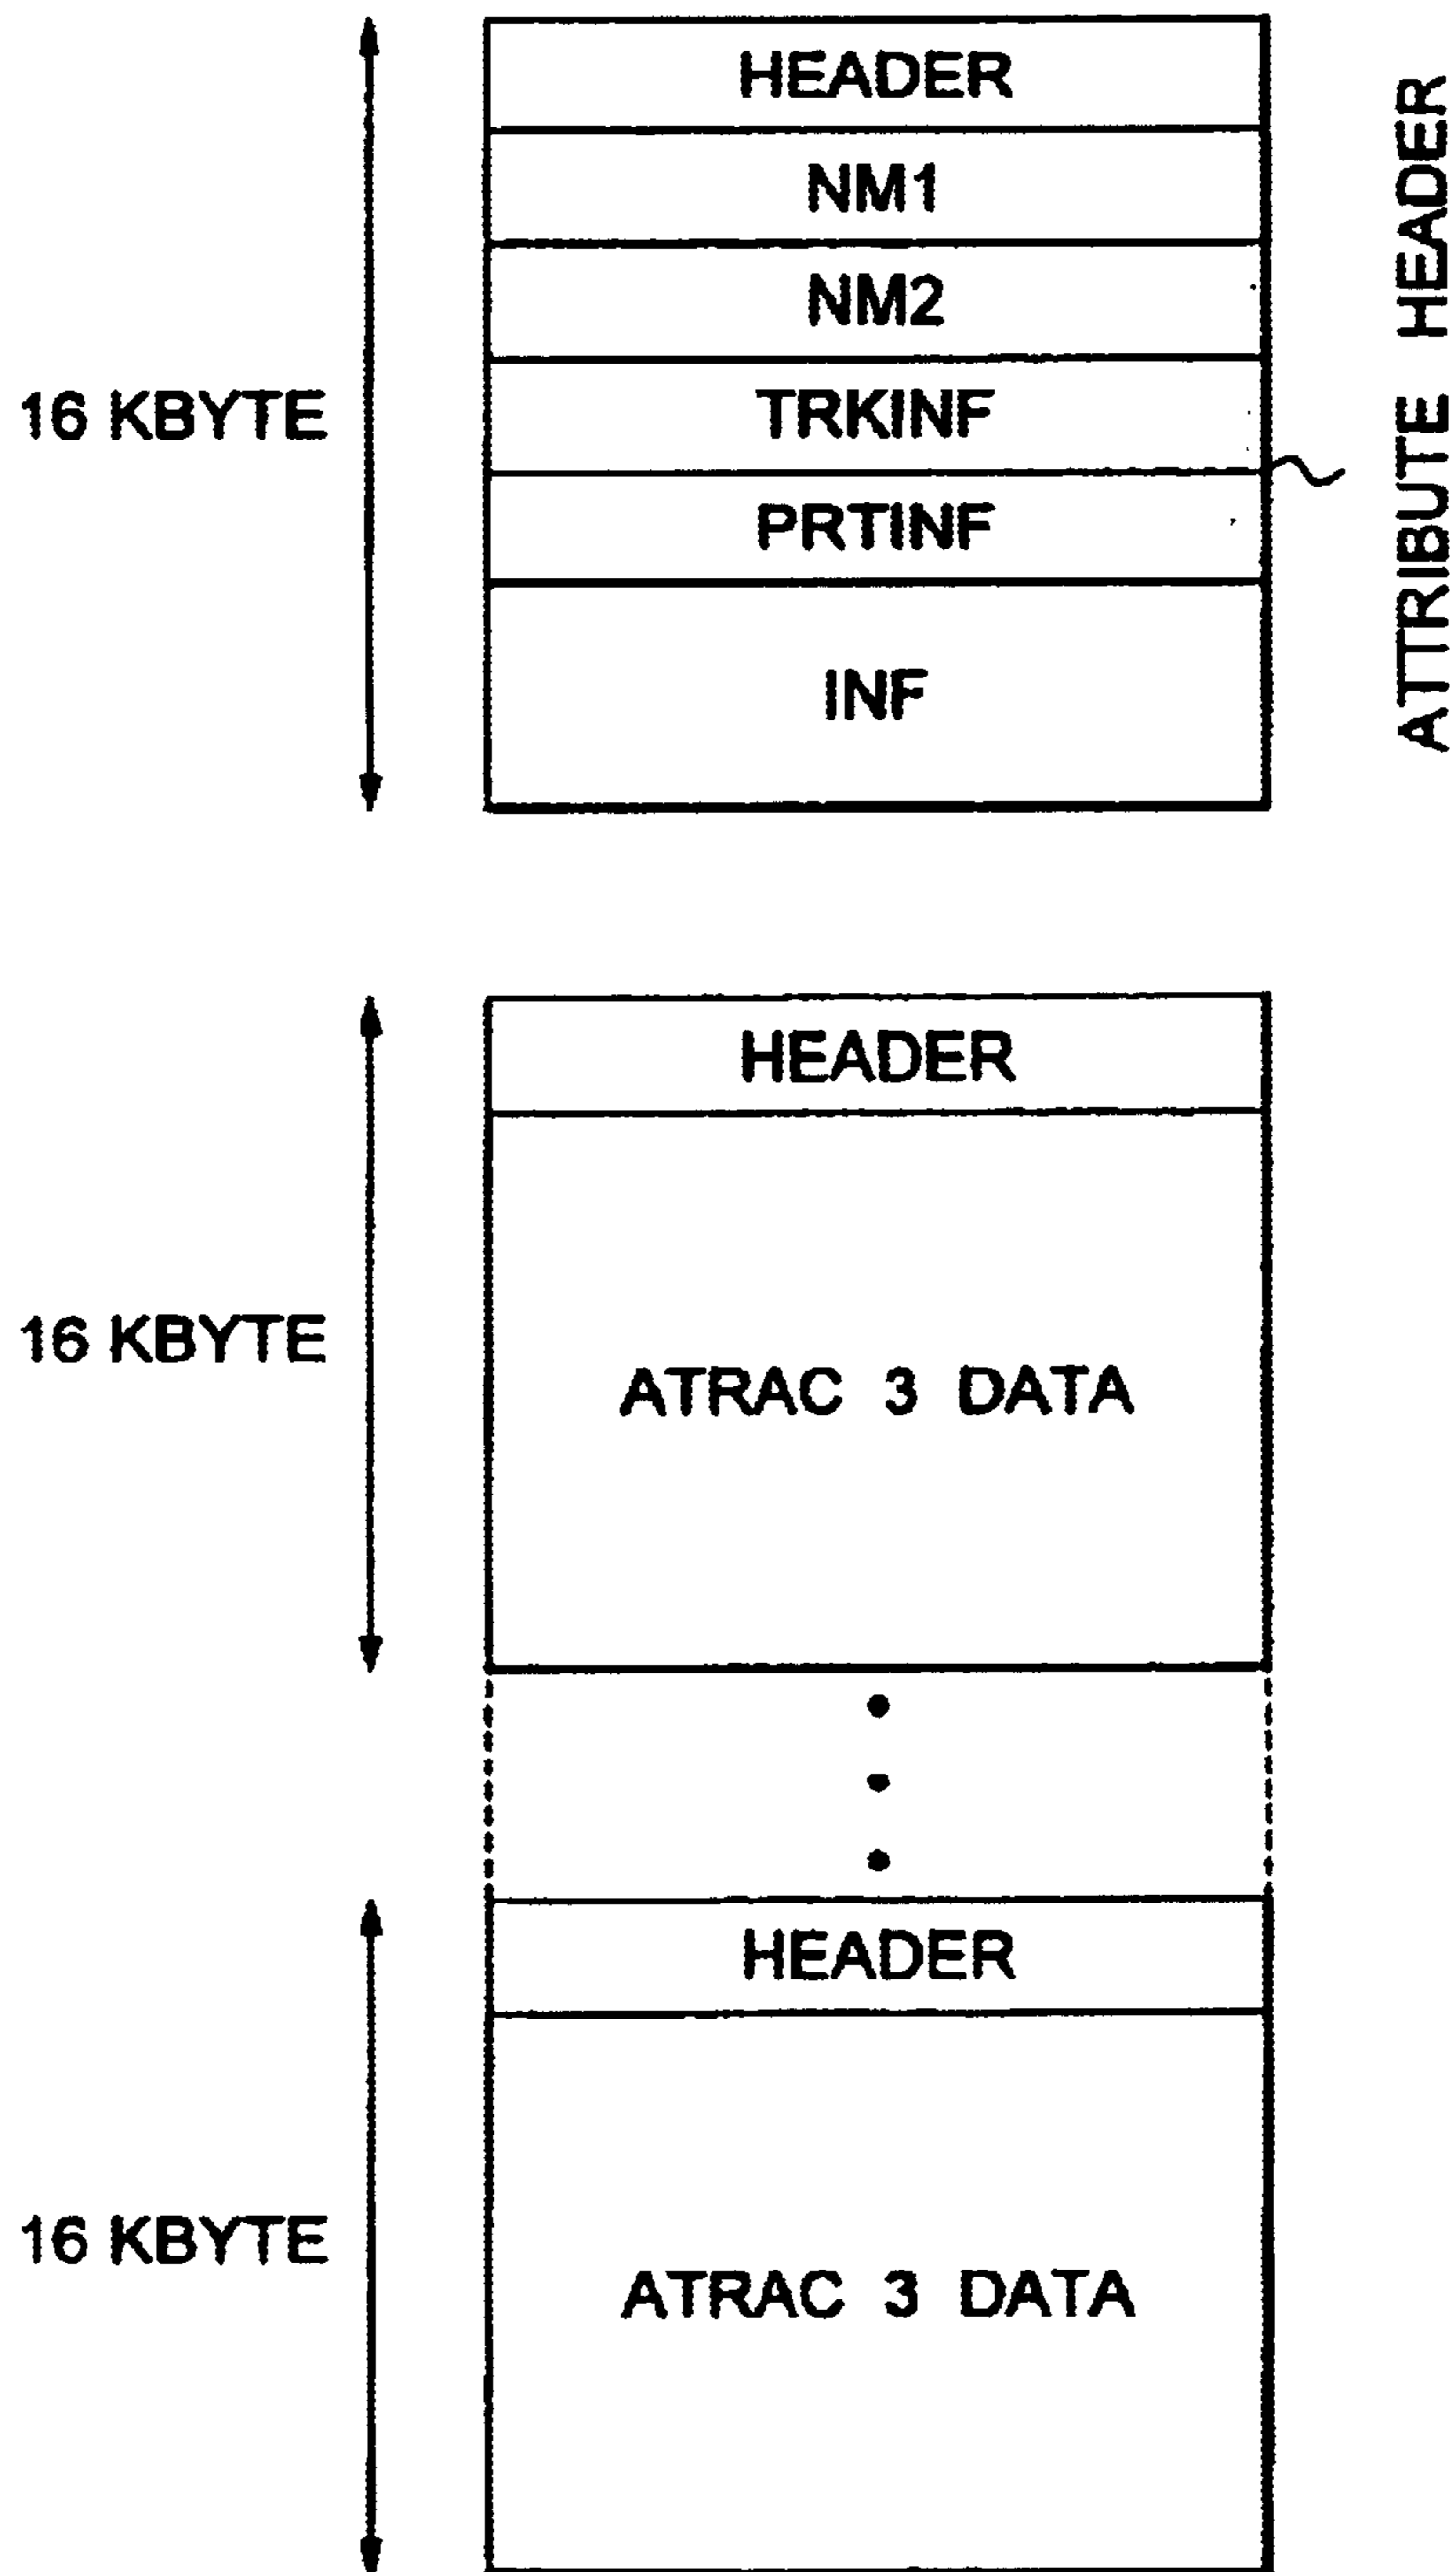 HEADER
NM1
NM2
16 KBYTE
TRKINF
PRTINF
INF
ATTRIBUTE HEADER
HEADER
16 KBYTE
ATRAC 3 DATA
HEADER
16 KBYTE
ATRAC 3 DATA